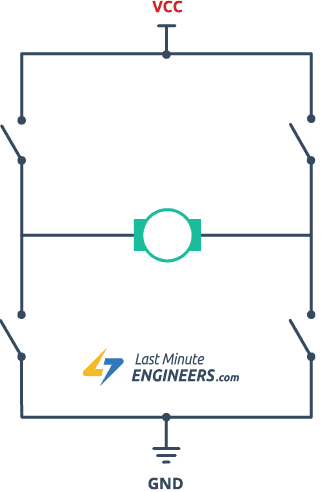 VCC
Last Minute
ENGINEERS.com
GND